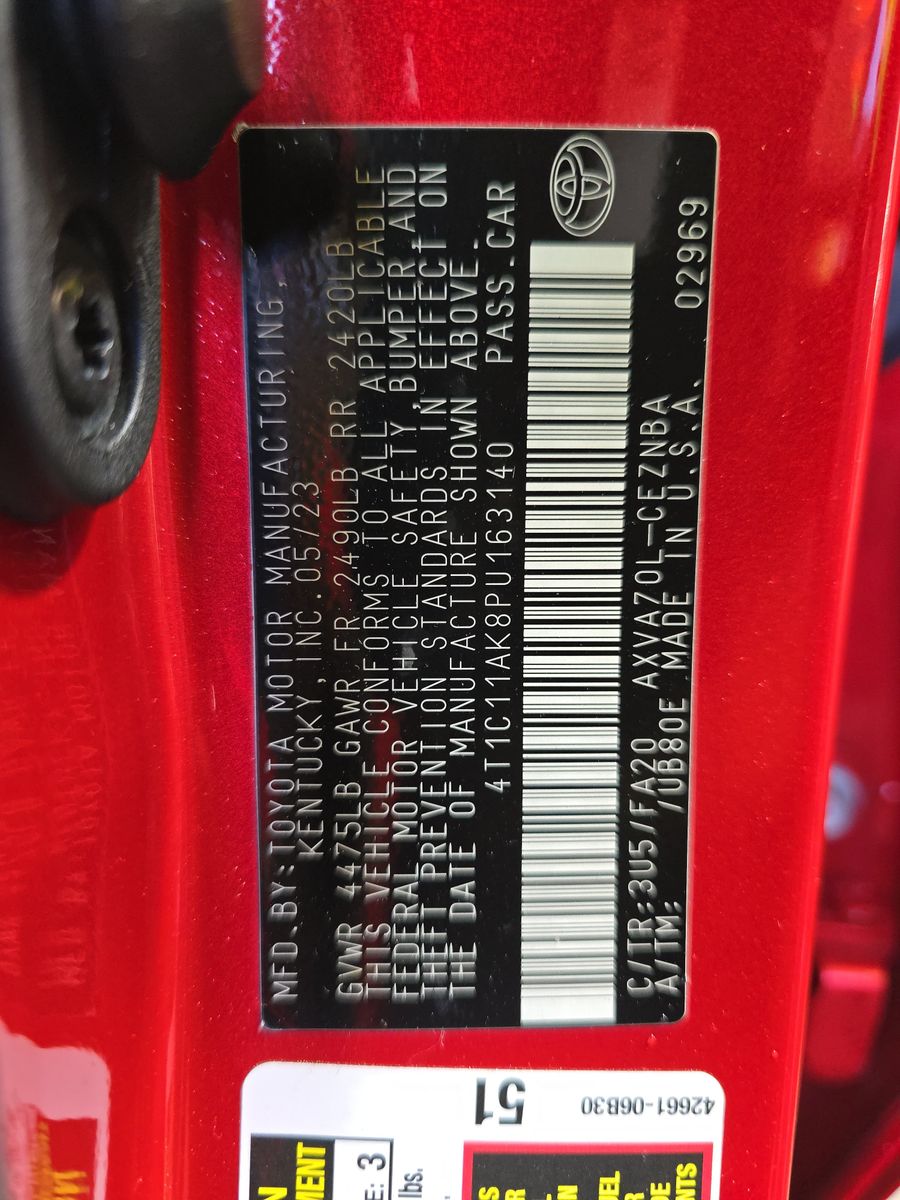 MFD.BY:TOYOTA MOTOR MANUFACTURING,
KENTUCKY,INC.05/23
GVWR 4475LB GAWR FR 2490LB RR 2420LB
THIS VEHICLE CONFORMS TO ALL APPLICABLE
FEDERAL MOTOR VEHICLE SAFETY,BUMPER AND
THEFT PREVENTION STANDARDS IN EFFECT ON
THE DATE OF MANUFACTURE SHOWN ABOVE.
4T1C11AK8PU163140 PASS.CAR
C/TR:3U5/FA20 AXVA70L-CEZNBA 02969
A/TM: /UB80E MADE IN U.S.A.
42661-06B30
51
E: 3
lbs.